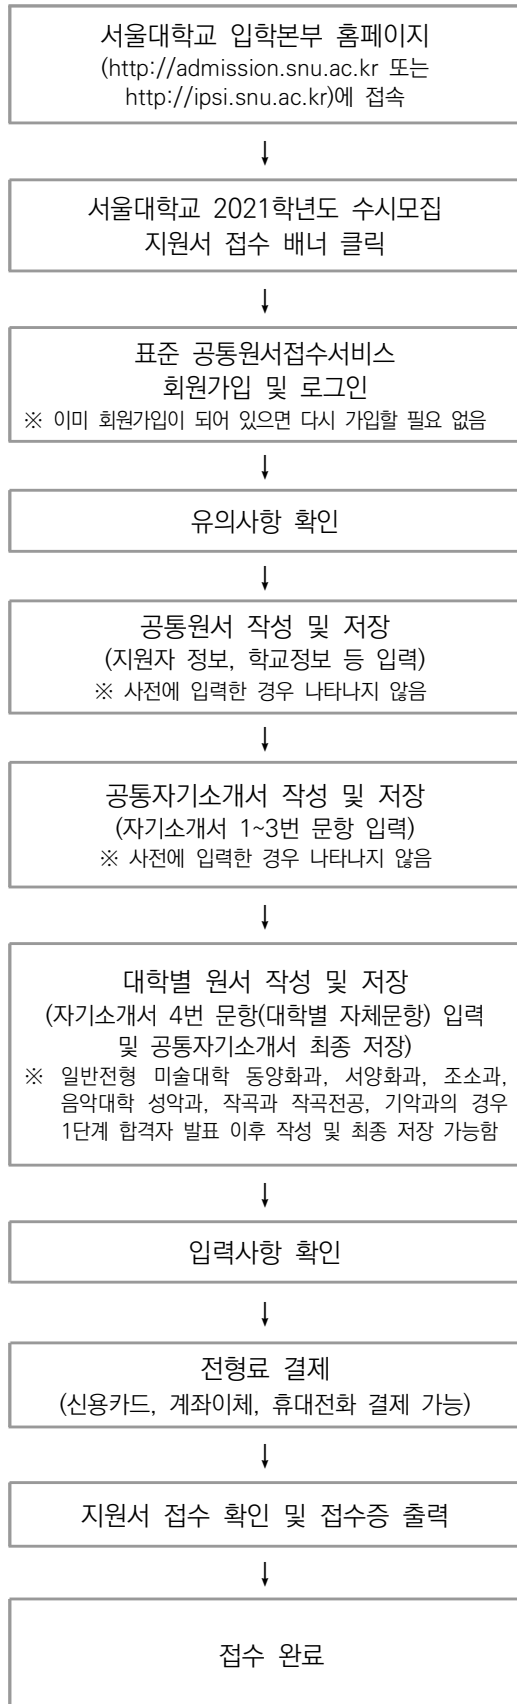 서울대학교 입학본부 홈페이지
(http://admission.snu.ac.kr 또는
http://ipsi.snu.ac.kr)에 접속
↓
서울대학교 2021학년도 수시모집
지원서 접수 배너 클릭
↓
표준 공통원서접수서비스
회원가입 및 로그인
※ 이미 회원가입이 되어 있으면 다시 가입할 필요 없음
↓
유의사항 확인
↓
공통원서 작성 및 저장
(지원자 정보, 학교정보 등 입력)
※ 사전에 입력한 경우 나타나지 않음
↓
공통자기소개서 작성 및 저장
(자기소개서 1~3번 문항 입력)
※ 사전에 입력한 경우 나타나지 않음
↓
대학별 원서 작성 및 저장
(자기소개서 4번 문항(대학별 자체문항) 입력
및 공통자기소개서 최종 저장)
※ 일반전형 미술대학 동양화과, 서양화과, 조소과,
음악대학 성악과, 작곡과 작곡전공, 기악과의 경우
1단계 합격자 발표 이후 작성 및 최종 저장 가능함
↓
입력사항 확인
↓
전형료 결제
(신용카드, 계좌이체, 휴대전화 결제 가능)
↓
지원서 접수 확인 및 접수증 출력
↓
접수 완료